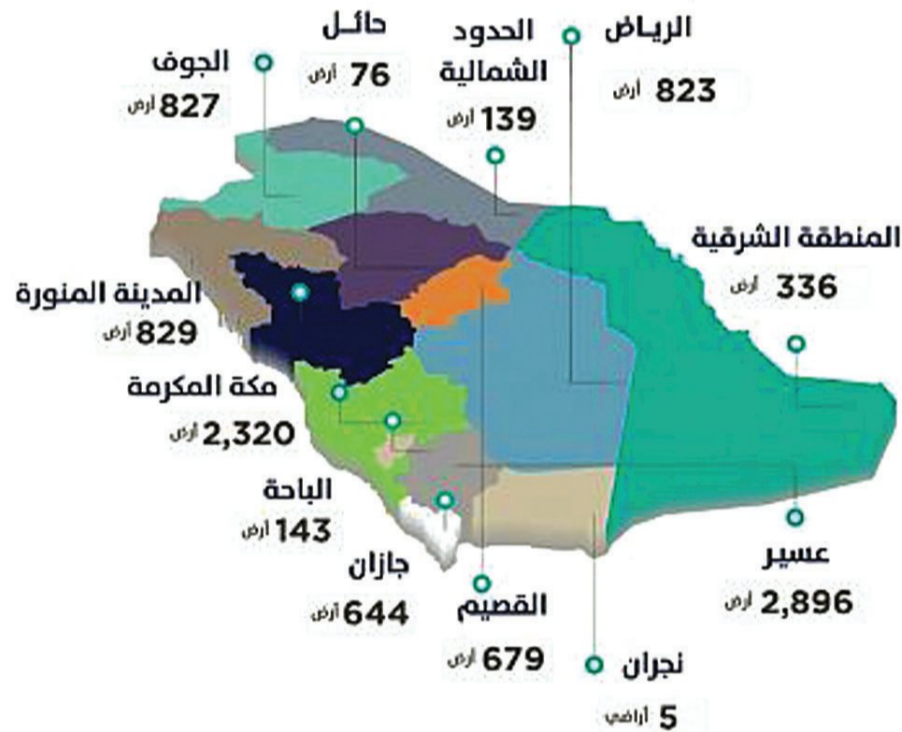 الرياض
823 أرض
الحدود
الشمالية
139 أرض
حائـل
76 أرض
الجوف
827 أرض
المنطقة الشرقية
336 أرض
المدينة المنورة
829 أرض
مكة المكرمة
2,320 أرض
الباحة
143 أرض
جازان
644 أرض
القصيم
679 أرض
نجران
5 أراضي
عسير
2,896 أرض